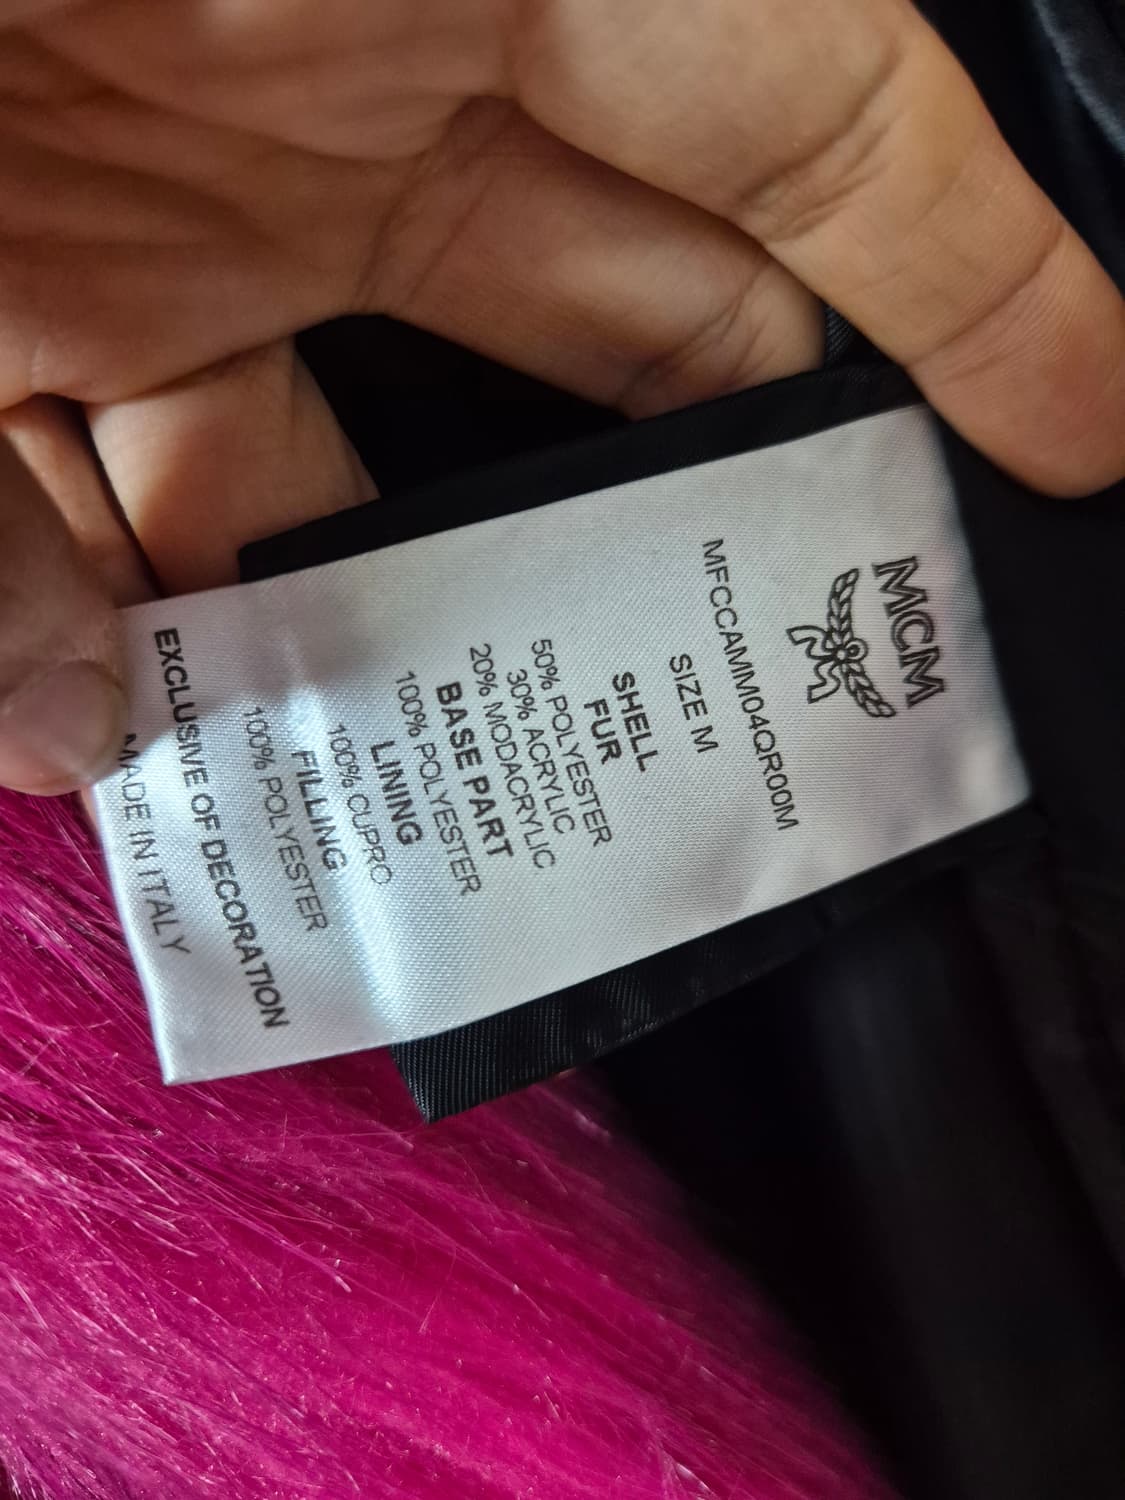 MCM
M
MFCCAMM04QR00M
SIZE M
SHELL
FUR
50% POLYESTER
30% ACRYLIC
20% MODACRYLIC
BASE PART
100% POLYESTER
LINING
100% CUPRO
FILLING
100% POLYESTER
EXCLUSIVE OF DECORATION
MADE IN ITALY